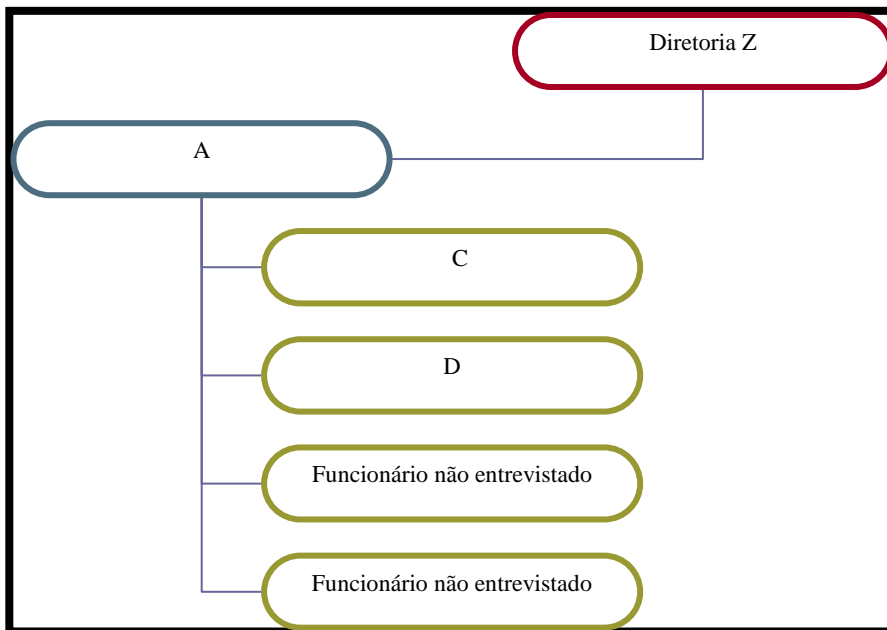 Diretoria Z
A
C
D
Funcionário não entrevistado
Funcionário não entrevistado